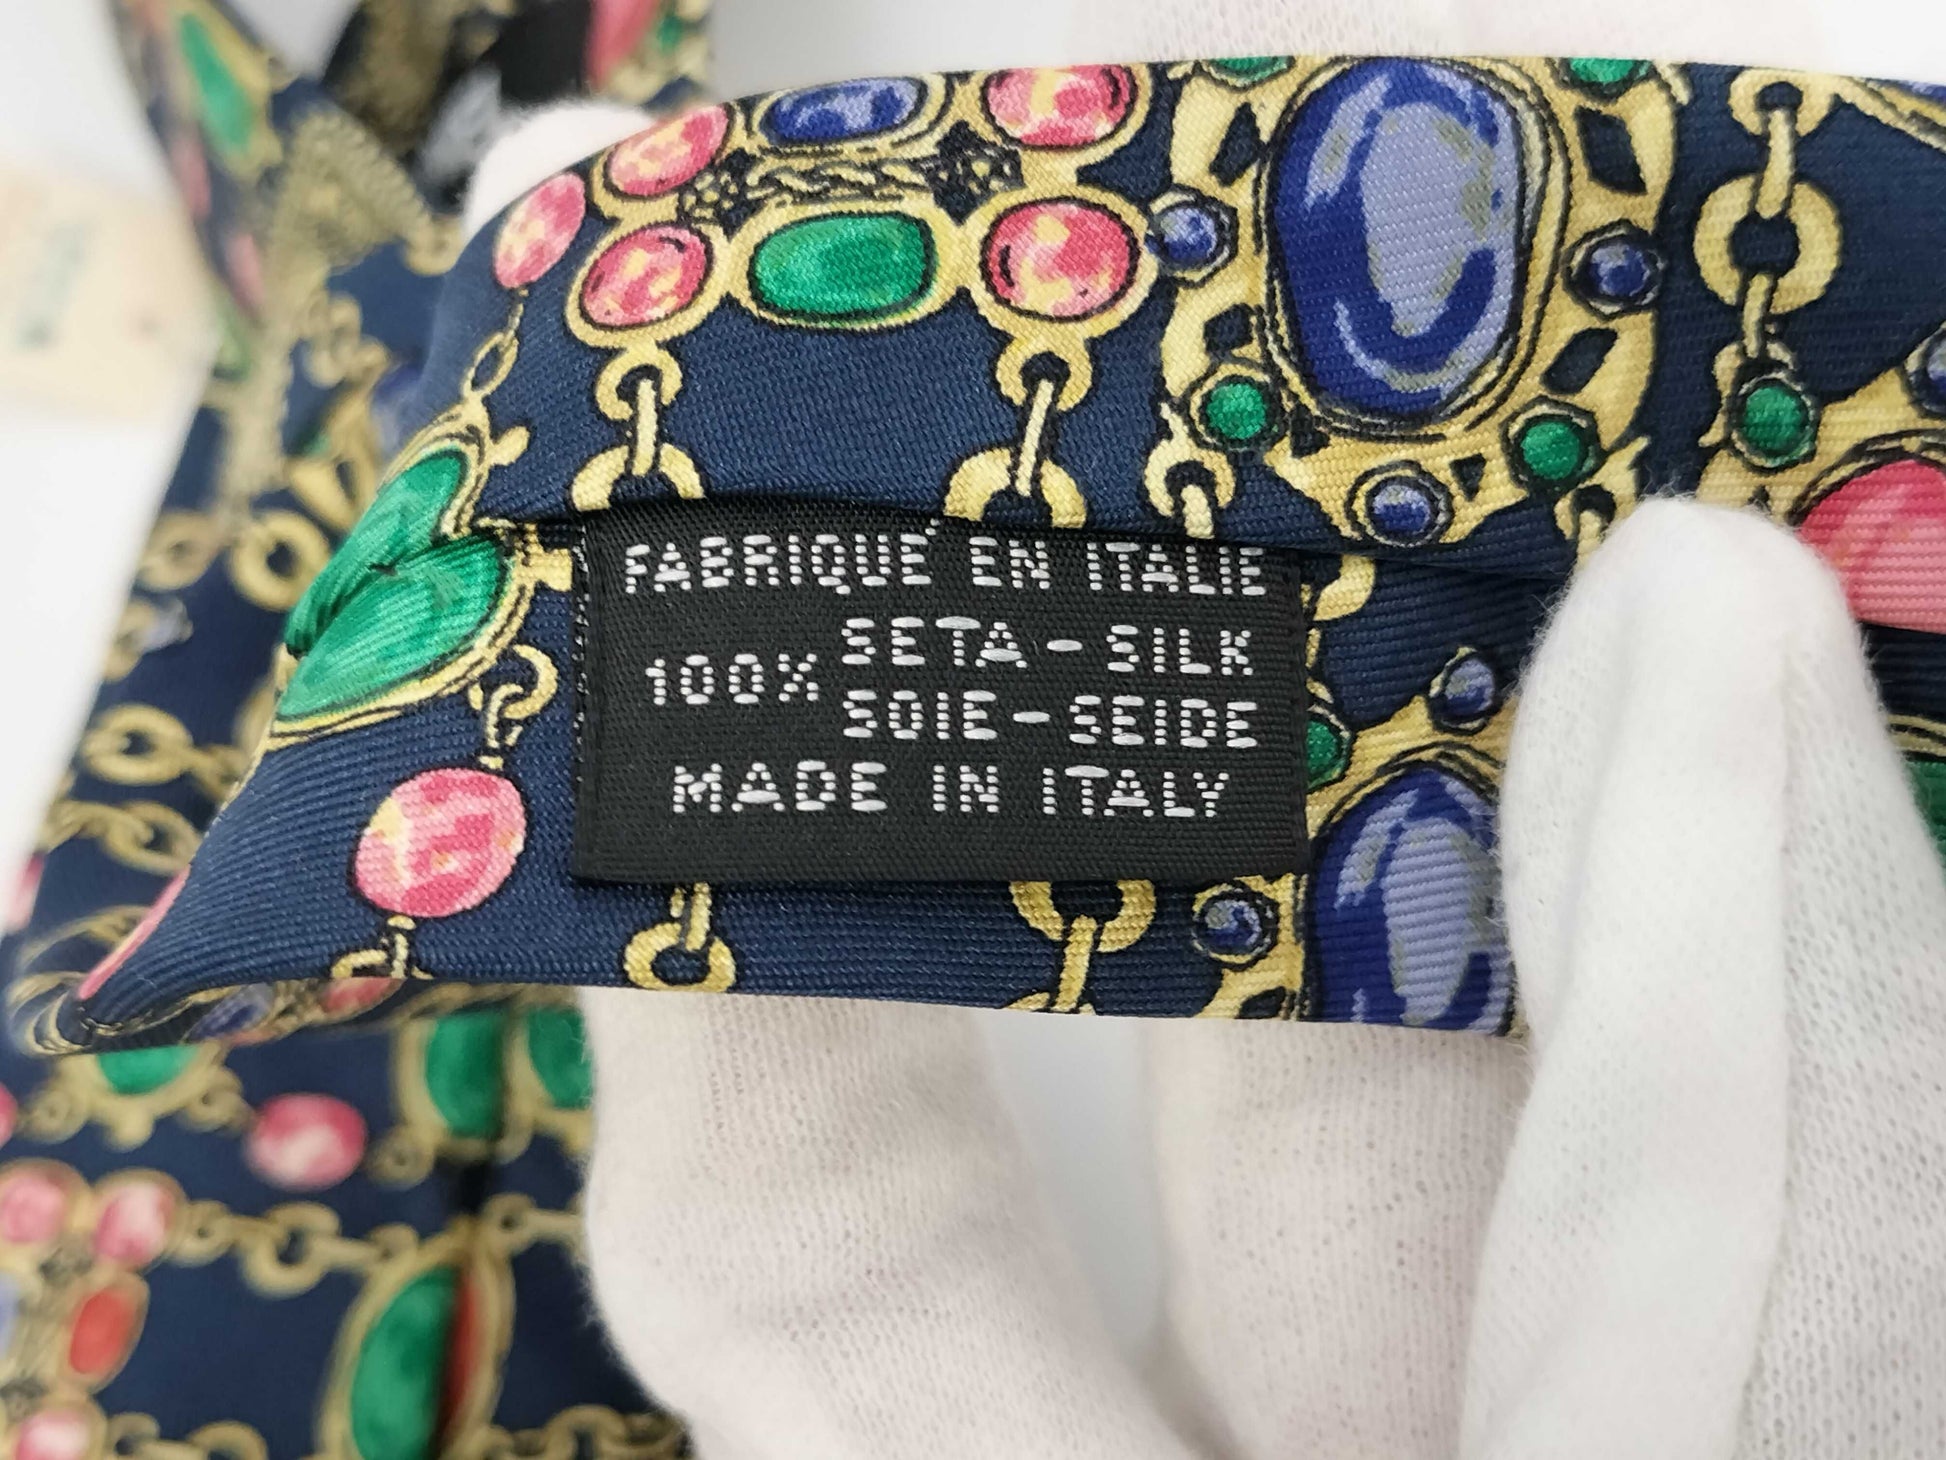 FABRIQUÉ EN ITALIE
100% SETA-SILK
SOIE-SEIDE
MADE IN ITALY